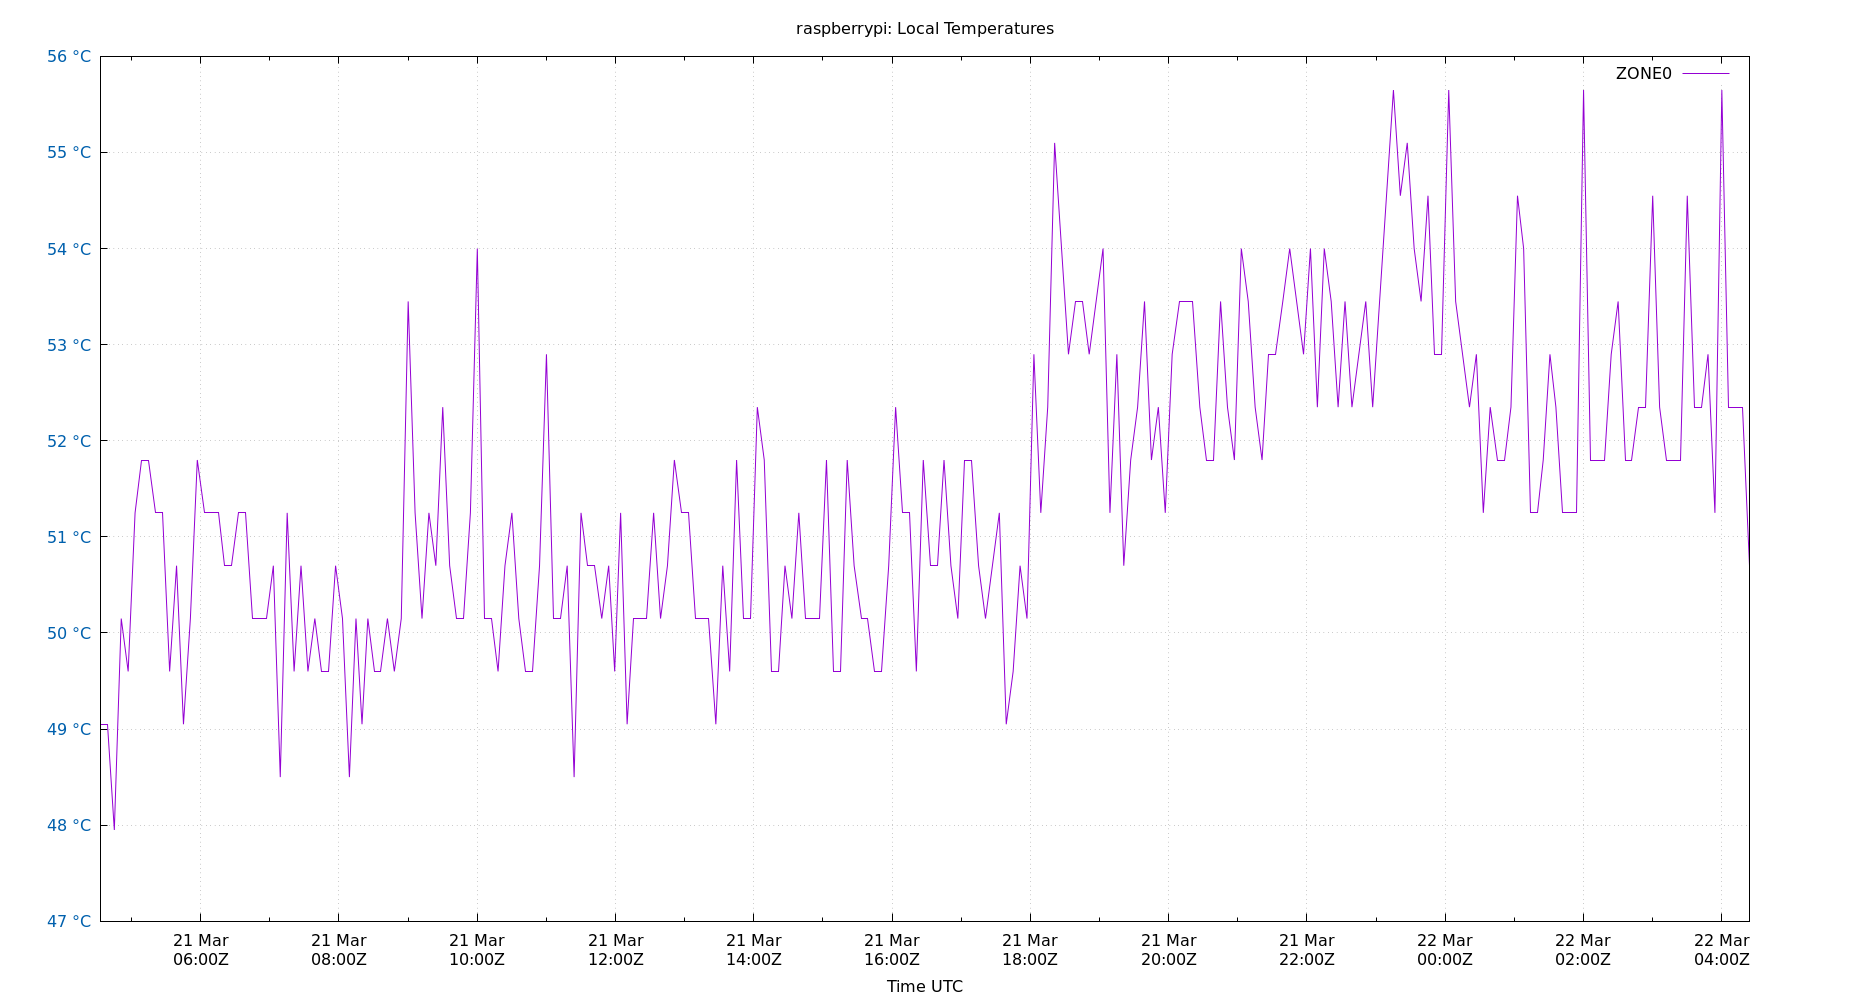 raspberrypi: Local Temperatures
56 °C
55 °C
54 °C
53 °C
52 °C
51 °C
50 °C
49 °C
48 °C
47 °C
ZONE0
21 Mar
06:00Z
21 Mar
08:00Z
21 Mar
10:00Z
21 Mar
12:00Z
21 Mar
14:00Z
21 Mar
16:00Z
21 Mar
18:00Z
21 Mar
20:00Z
21 Mar
22:00Z
22 Mar
00:00Z
22 Mar
02:00Z
22 Mar
04:00Z
Time UTC